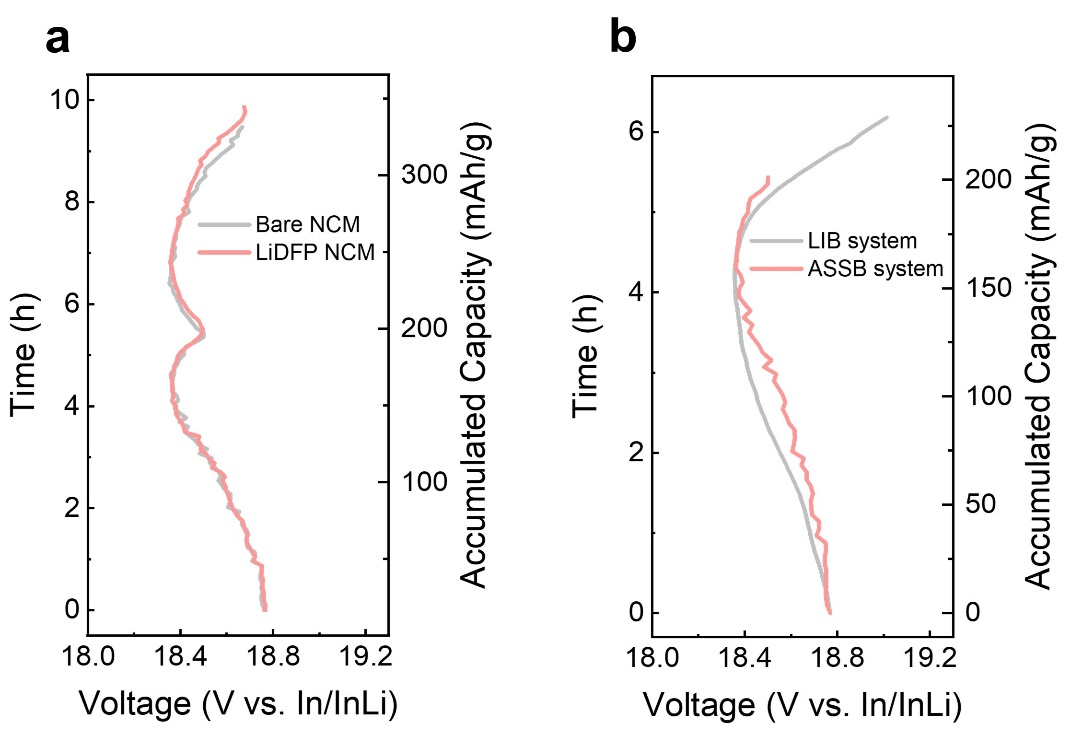 a
b
10
8
6
4
2
0
Time (h)
300
200
100
Accumulated Capacity (mAh/g)
Bare NCM
LiDFP NCM
18.0 18.4 18.8 19.2
Voltage (V vs. In/InLi)
6
4
2
0
Time (h)
200
150
100
50
0
Accumulated Capacity (mAh/g)
LIB system
ASSB system
18.0 18.4 18.8 19.2
Voltage (V vs. In/InLi)